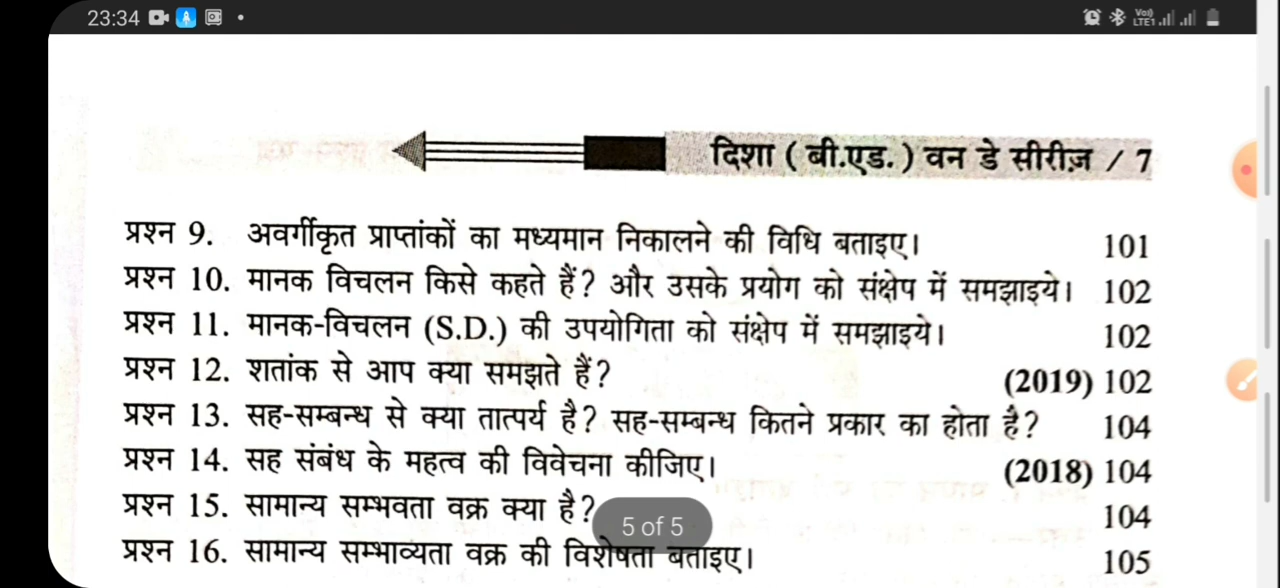 23:34
Vo) LTE1
दिशा ( बी.एड. ) वन डे सीरीज़ / 7
प्रश्न 9. अवर्गीकृत प्राप्तांकों का मध्यमान निकालने की विधि बताइए। 101
प्रश्न 10. मानक विचलन किसे कहते हैं? और उसके प्रयोग को संक्षेप में समझाइये। 102
प्रश्न 11. मानक-विचलन (S.D.) की उपयोगिता को संक्षेप में समझाइये। 102
प्रश्न 12. शतांक से आप क्या समझते हैं? (2019) 102
प्रश्न 13. सह-सम्बन्ध से क्या तात्पर्य है? सह-सम्बन्ध कितने प्रकार का होता है? 104
प्रश्न 14. सह संबंध के महत्व की विवेचना कीजिए। (2018) 104
प्रश्न 15. सामान्य सम्भवता वक्र क्या है? 104
5 of 5
प्रश्न 16. सामान्य सम्भाव्यता वक्र की विशेषता बताइए। 105